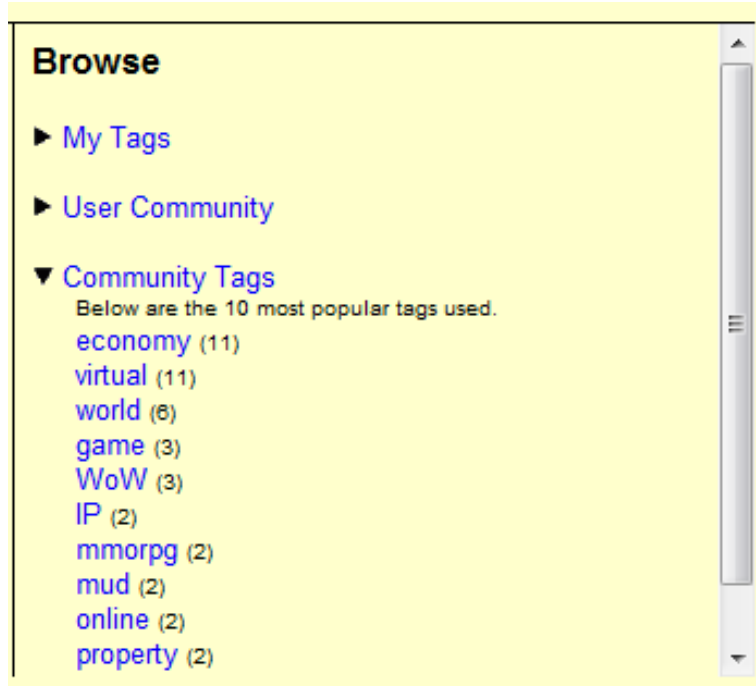 Browse
My Tags
User Community
Community Tags
Below are the 10 most popular tags used.
economy (11)
virtual (11)
world (6)
game (3)
WoW (3)
IP (2)
mmorpg (2)
mud (2)
online (2)
property (2)